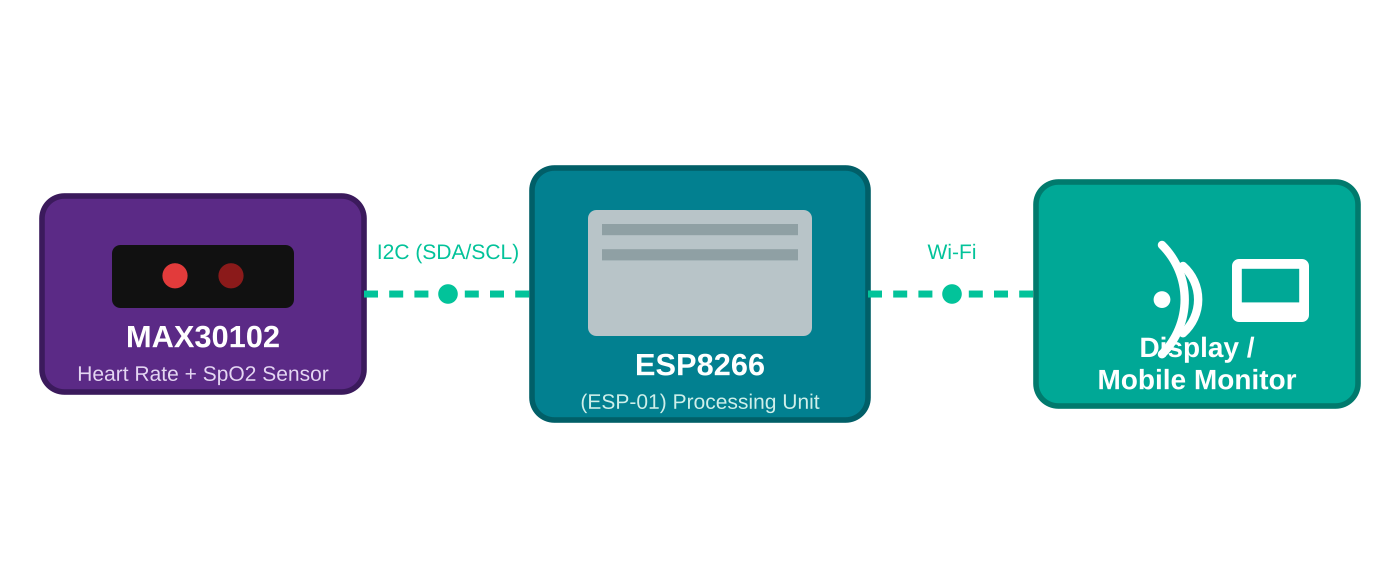 I2C (SDA/SCL)
Wi-Fi
MAX30102
Heart Rate + SpO2 Sensor
ESP8266
(ESP-01) Processing Unit
Display /
Mobile Monitor